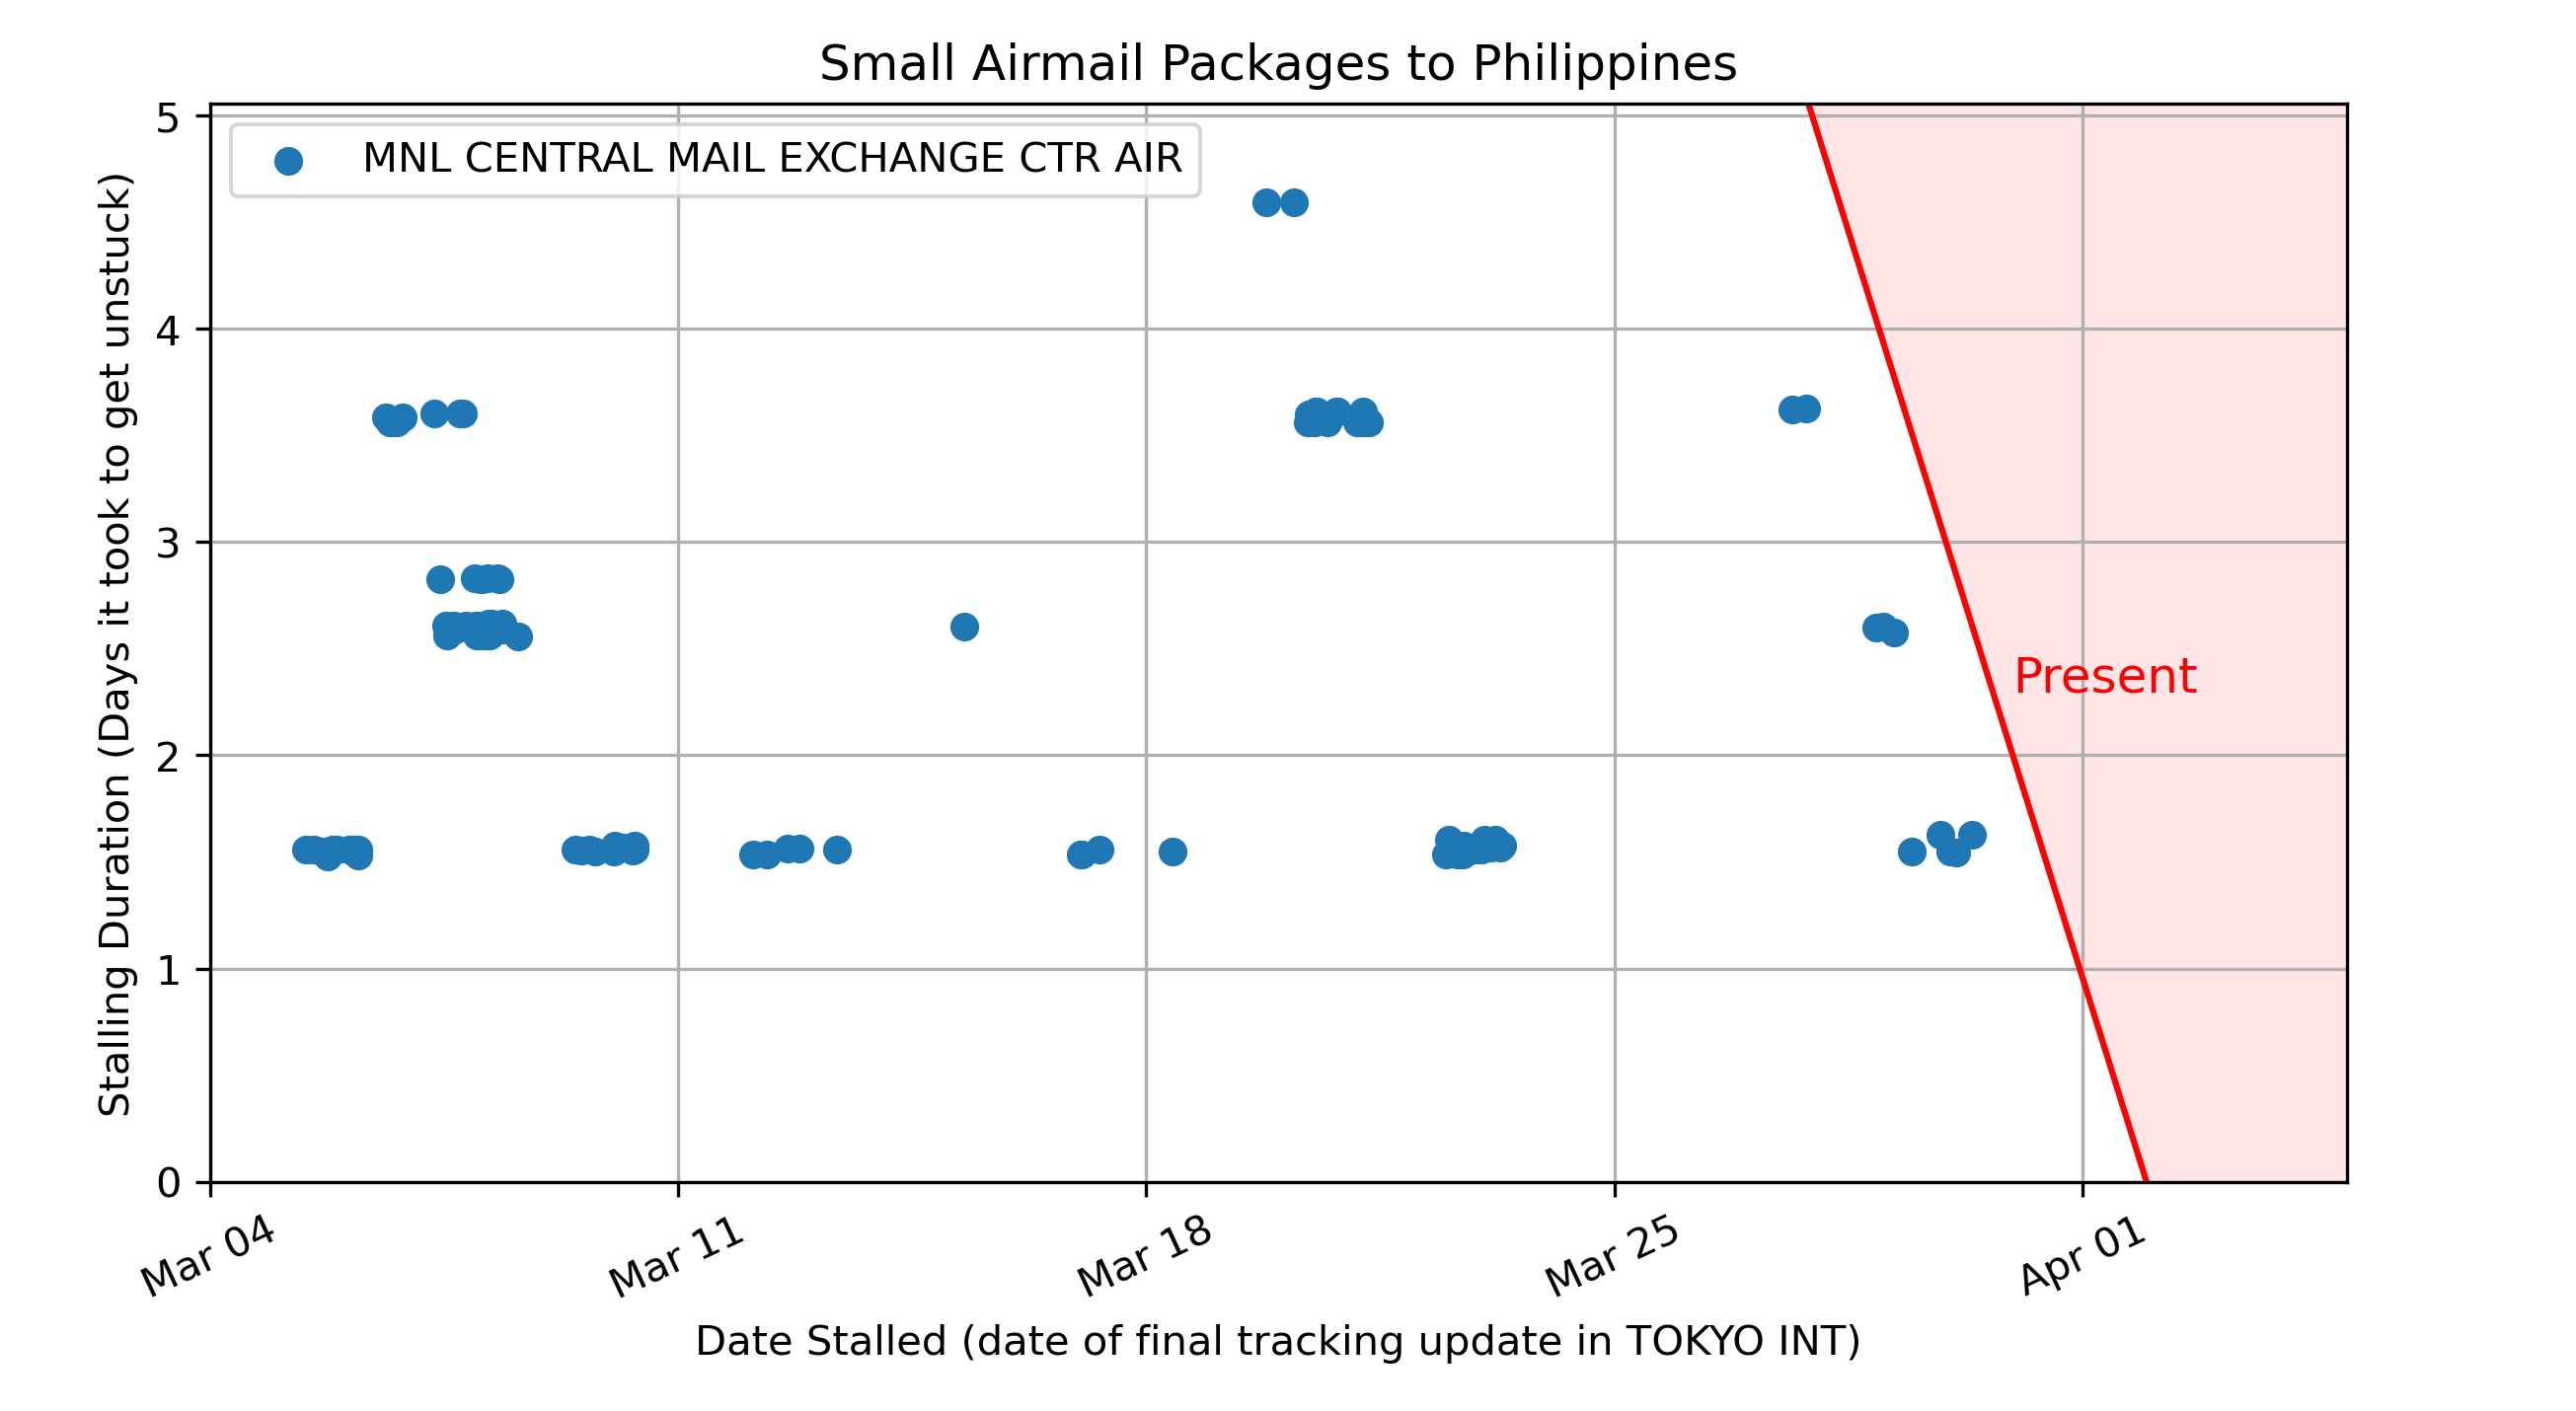 Small Airmail Packages to Philippines
MNL CENTRAL MAIL EXCHANGE CTR AIR
Stalling Duration (Days it took to get unstuck)
5
4
3
2
1
0
Present
Mar 04
Mar 11
Mar 18
Mar 25
Apr 01
Date Stalled (date of final tracking update in TOKYO INT)